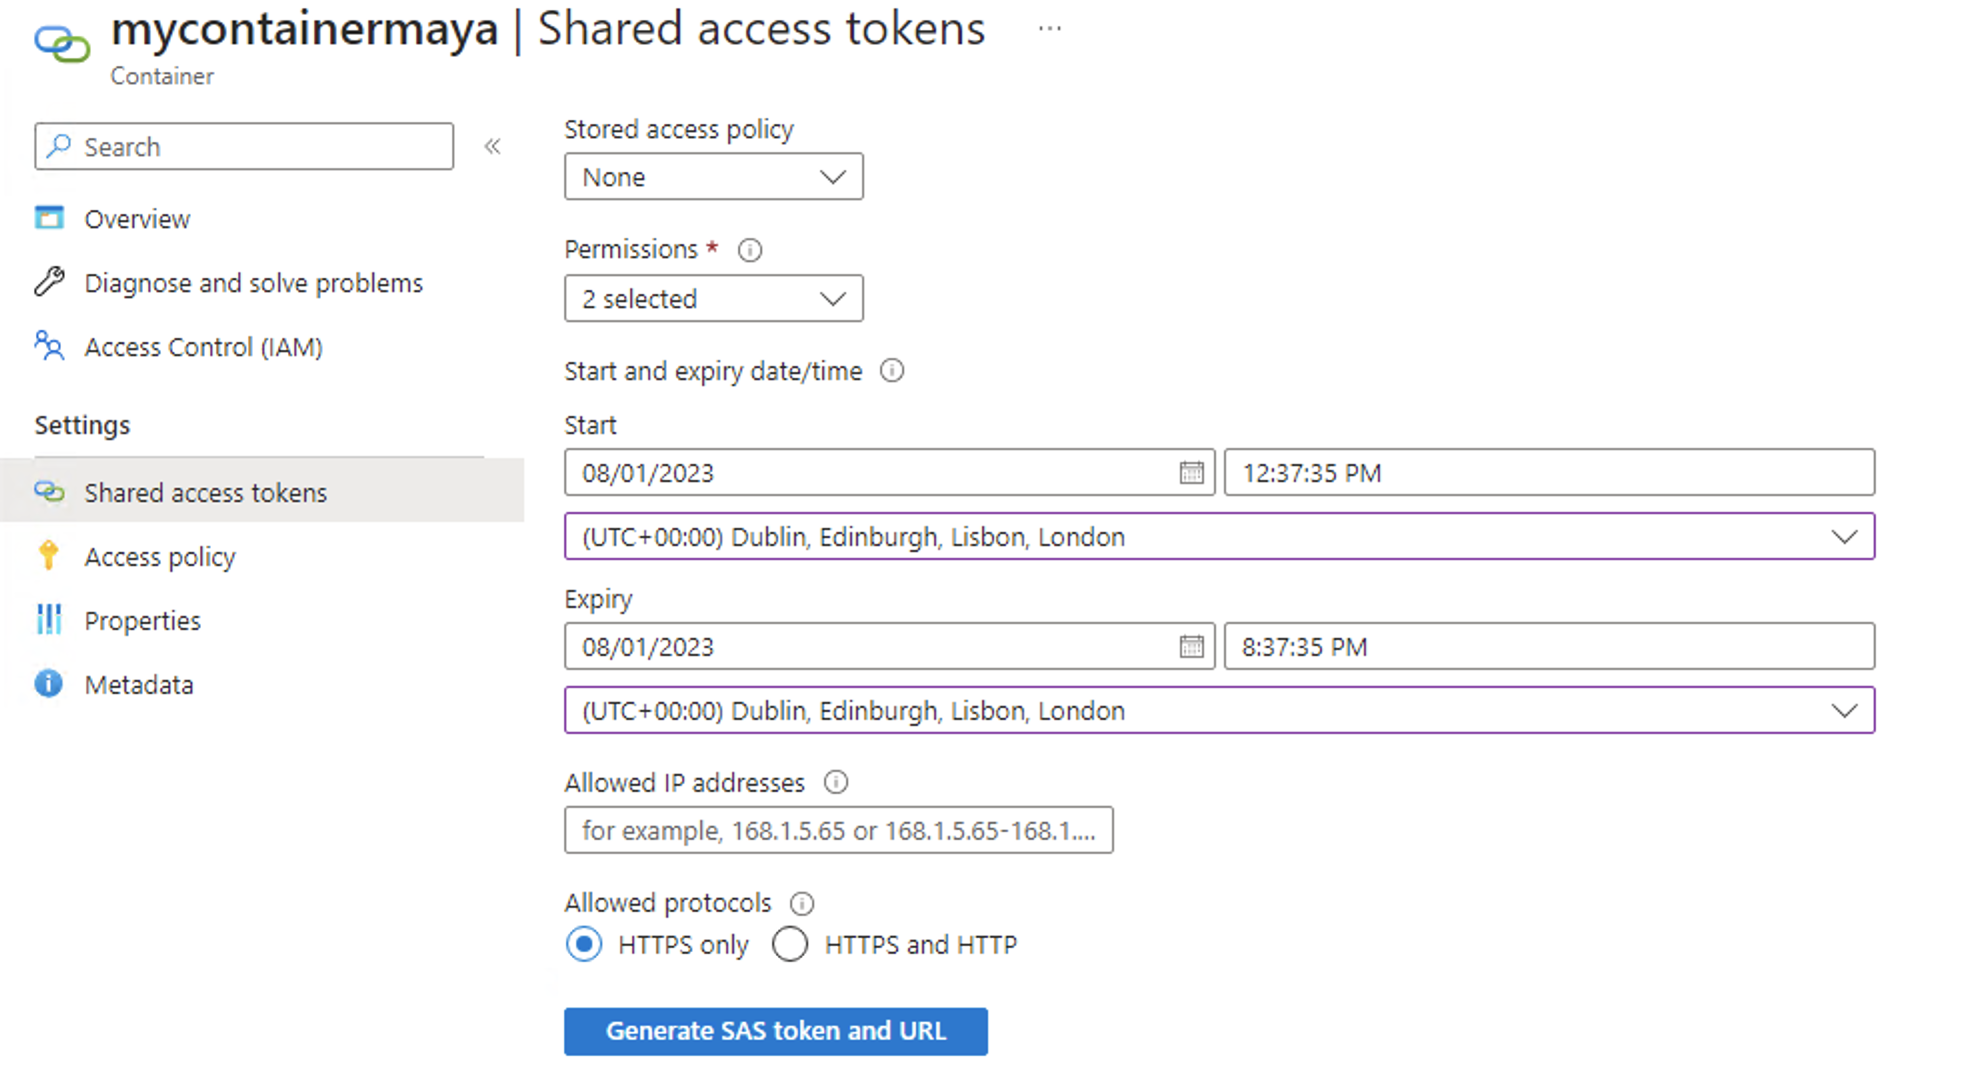 mycontainermaya | Shared access tokens ...
Container
Search
«
Overview
Diagnose and solve problems
Access Control (IAM)
Settings
Shared access tokens
Access policy
Properties
Metadata
Stored access policy
None
Permissions *
2 selected
Start and expiry date/time
Start
08/01/2023 12:37:35 PM
(UTC+00:00) Dublin, Edinburgh, Lisbon, London
Expiry
08/01/2023 8:37:35 PM
(UTC+00:00) Dublin, Edinburgh, Lisbon, London
Allowed IP addresses
for example, 168.1.5.65 or 168.1.5.65-168.1....
Allowed protocols
HTTPS only HTTPS and HTTP
Generate SAS token and URL